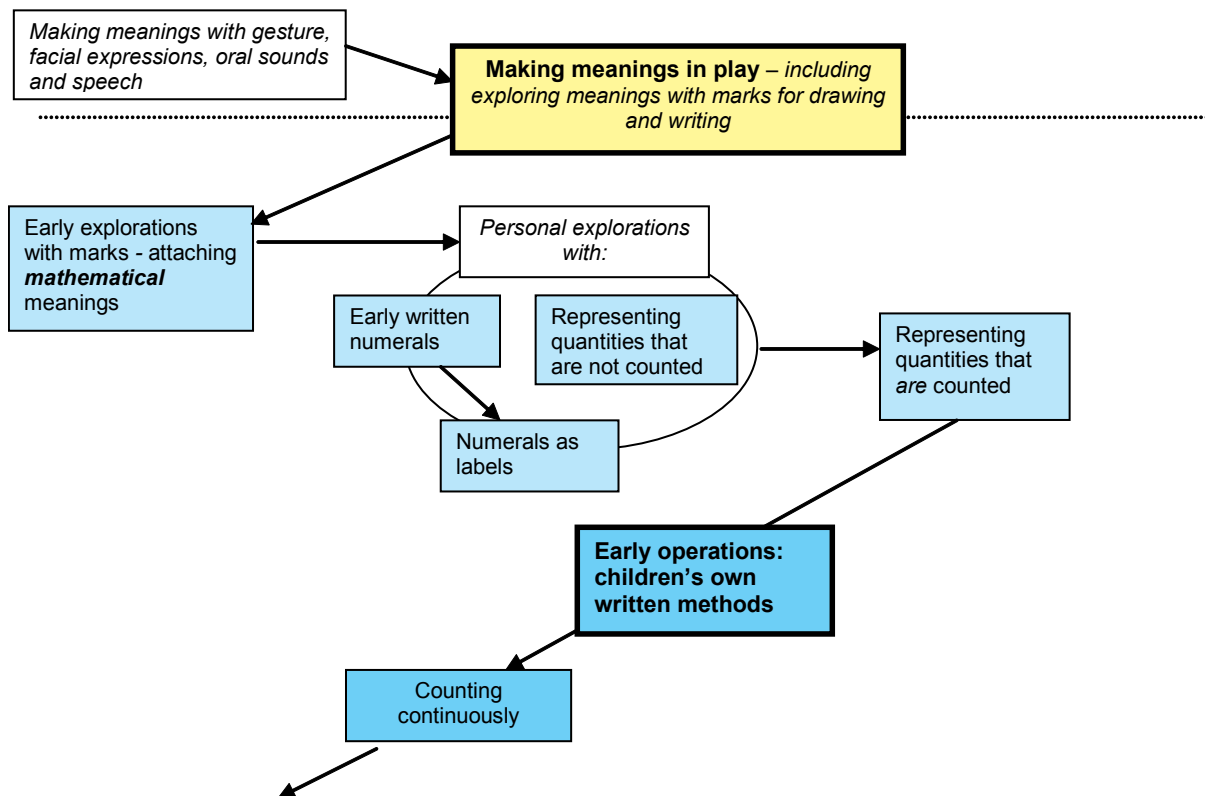 Making meanings with gesture,
facial expressions, oral sounds
and speech
Making meanings in play – including
exploring meanings with marks for drawing
and writing
Early explorations
with marks - attaching
mathematical
meanings
Personal explorations
with:
Early written
numerals
Representing
quantities that
are not counted
Numerals as
labels
Representing
quantities that
are counted
Early operations:
children’s own
written methods
Counting
continuously